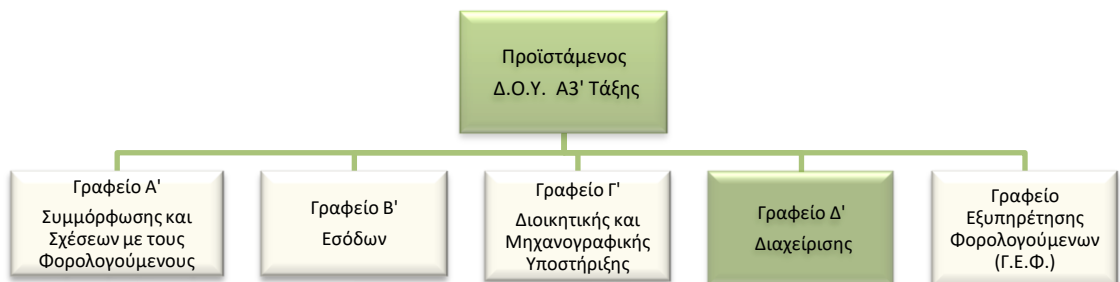 Προϊστάμενος
Δ.Ο.Υ. Α3' Τάξης
Γραφείο Α'
Συμμόρφωσης και
Σχέσεων με τους
Φορολογούμενους
Γραφείο Β'
Εσόδων
Γραφείο Γ'
Διοικητικής και
Μηχανογραφικής
Υποστήριξης
Γραφείο Δ'
Διαχείρισης
Γραφείο
Εξυπηρέτησης
Φορολογούμενων
(Γ.Ε.Φ.)